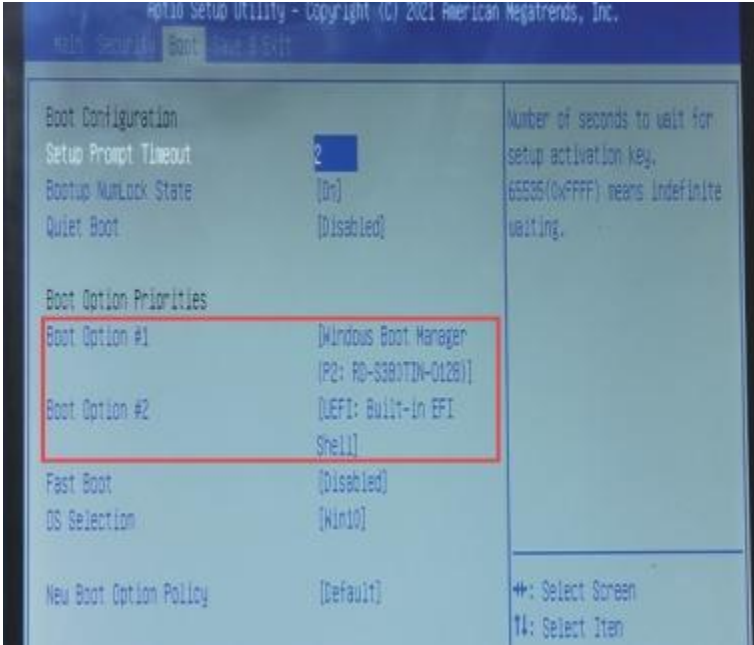 Aptio Setup Utility - Copyright (C) 2021 American Megatrends, Inc.
Main Security Boot Save & Exit
Boot Configuration
Setup Prompt Timeout 2
Bootup NumLock State [On]
Quiet Boot [Disabled]
Boot Option Priorities
Boot Option #1 [Windows Boot Manager
(P2: )]
Boot Option #2 [UEFI: Built-in EFI
Shell]
Fast Boot [Disabled]
OS Selection [Win10]
New Boot Option Policy [Default]
Number of seconds to wait for
setup activation key.
65535(0xFFFF) means indefinite
waiting.
: Select Screen
↑↓: Select Item